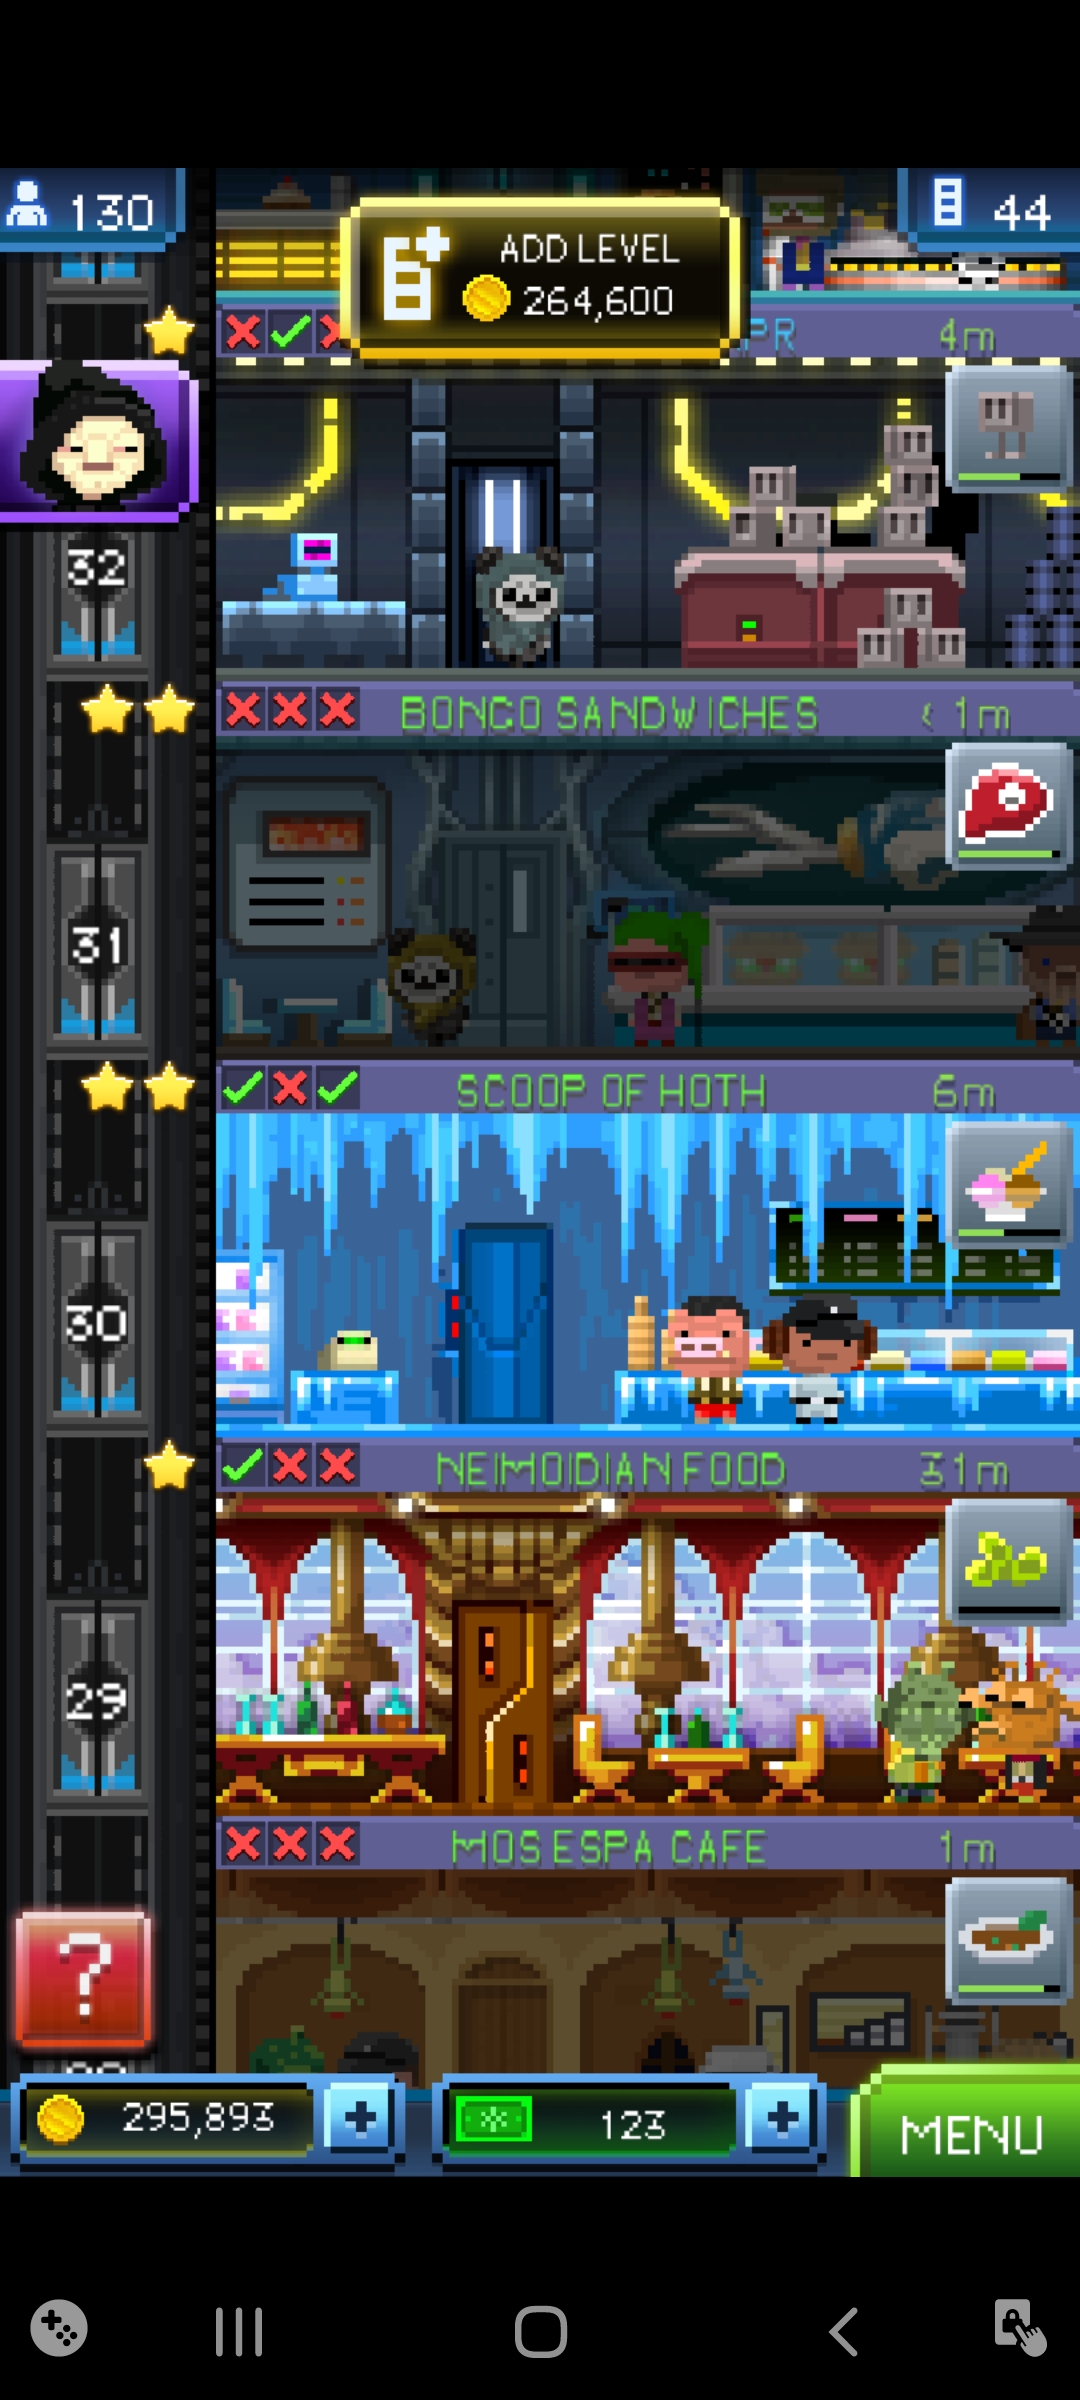 130
ADD LEVEL
264,600
44
PR
4m
32
BONGO SANDWICHES
< 1m
31
SCOOP OF HOTH
6m
30
NEIMOIDIAN FOOD
31m
29
MOS ESPA CAFE
1m
?
295,893
+
123
+
MENU